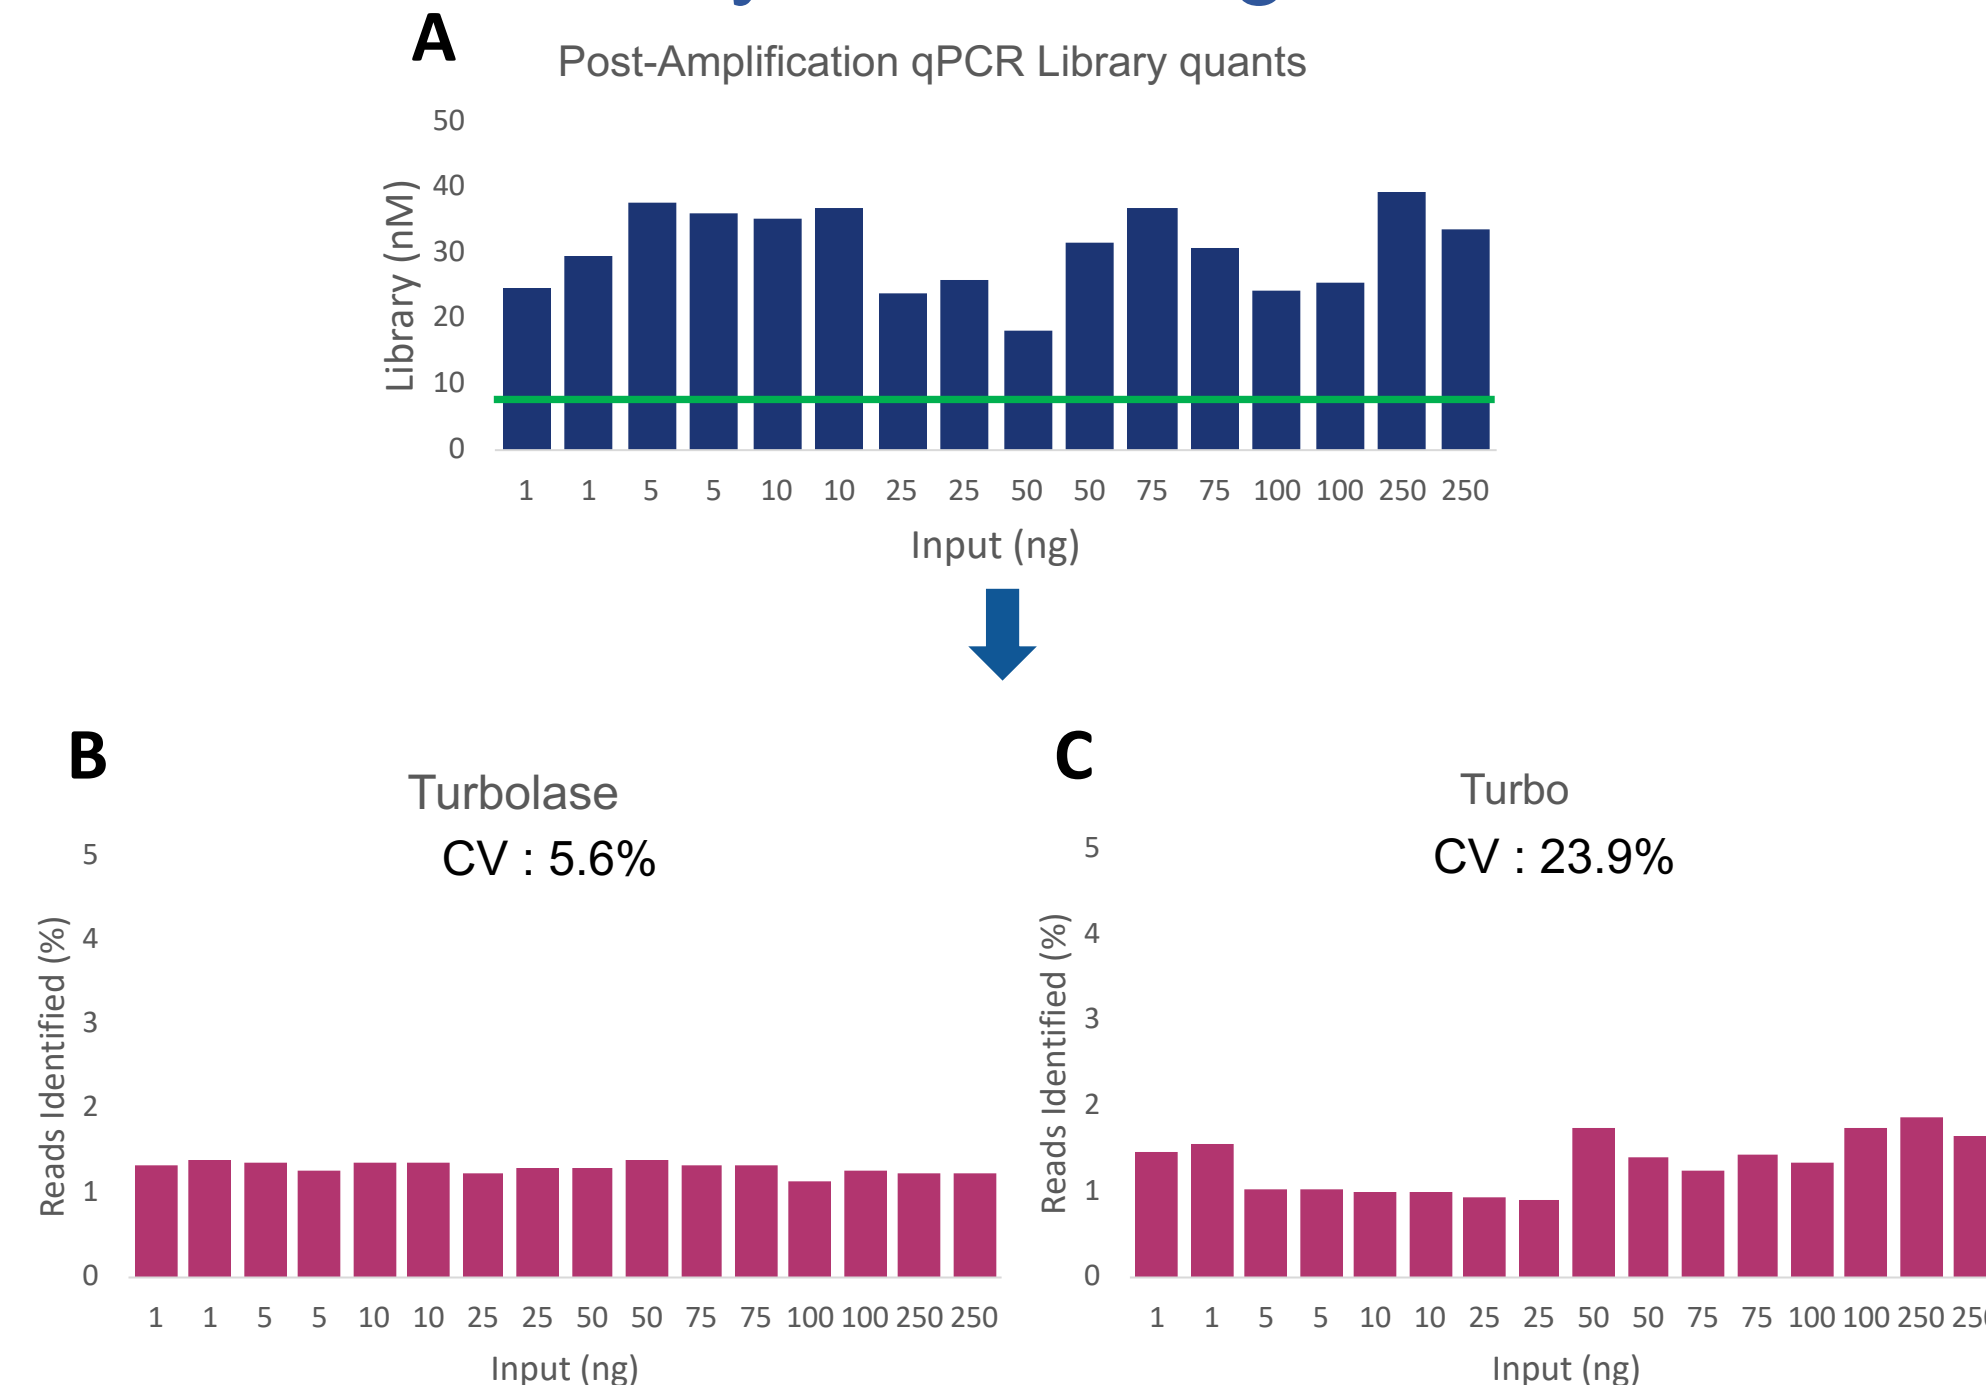 A
Post-Amplification qPCR Library quants
50
40
30
20
10
0
Library (nM)
1 1 5 5 10 10 25 25 50 50 75 75 100 100 250 250
Input (ng)
B
Turbolase
CV : 5.6%
5
4
3
2
1
0
Reads Identified (%)
1 1 5 5 10 10 25 25 50 50 75 75 100 100 250 250
Input (ng)
C
Turbo
CV : 23.9%
5
4
3
2
1
0
Reads Identified (%)
1 1 5 5 10 10 25 25 50 50 75 75 100 100 250 250
Input (ng)